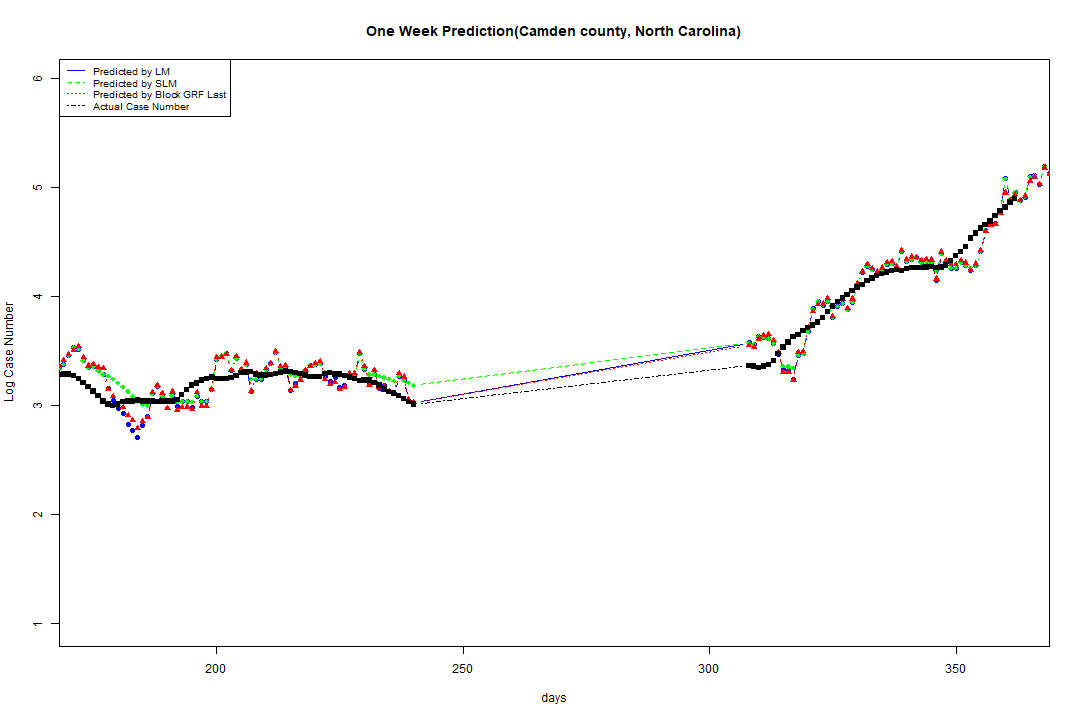 One Week Prediction(Camden county, North Carolina)
Predicted by LM
Predicted by SLM
Predicted by Block GRF Last
Actual Case Number
6
5
4
3
2
1
Log Case Number
200 250 300 350
days